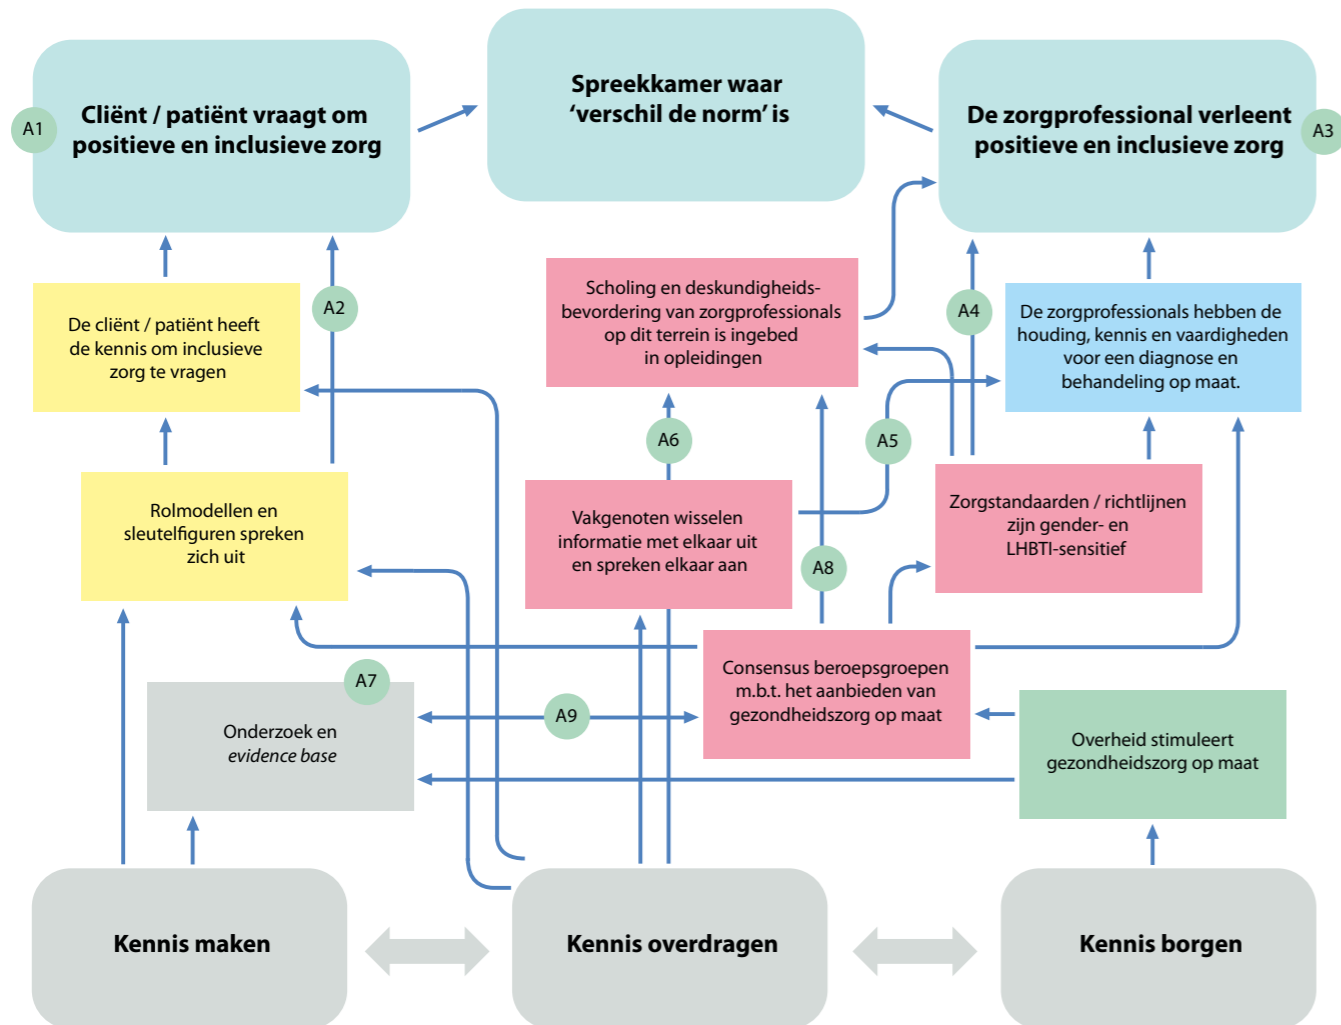 Spreekkamer waar
‘verschil de norm’ is
A1
Cliënt / patiënt vraagt om
positieve en inclusieve zorg
De zorgprofessional verleent
positieve en inclusieve zorg
A3
A2
De cliënt / patiënt heeft
de kennis om inclusieve
zorg te vragen
Scholing en deskundigheids-
bevordering van zorgprofessionals
op dit terrein is ingebed
in opleidingen
A4
De zorgprofessionals hebben de
houding, kennis en vaardigheden
voor een diagnose en
behandeling op maat.
A6
A5
Rolmodellen en
sleutelfiguren spreken
zich uit
Vakgenoten wisselen
informatie met elkaar uit
en spreken elkaar aan
A8
Zorgstandaarden / richtlijnen
zijn gender- en
LHBTI-sensitief
A7
Onderzoek en
evidence base
A9
Consensus beroepsgroepen
m.b.t. het aanbieden van
gezondheidszorg op maat
Overheid stimuleert
gezondheidszorg op maat
Kennis maken
Kennis overdragen
Kennis borgen